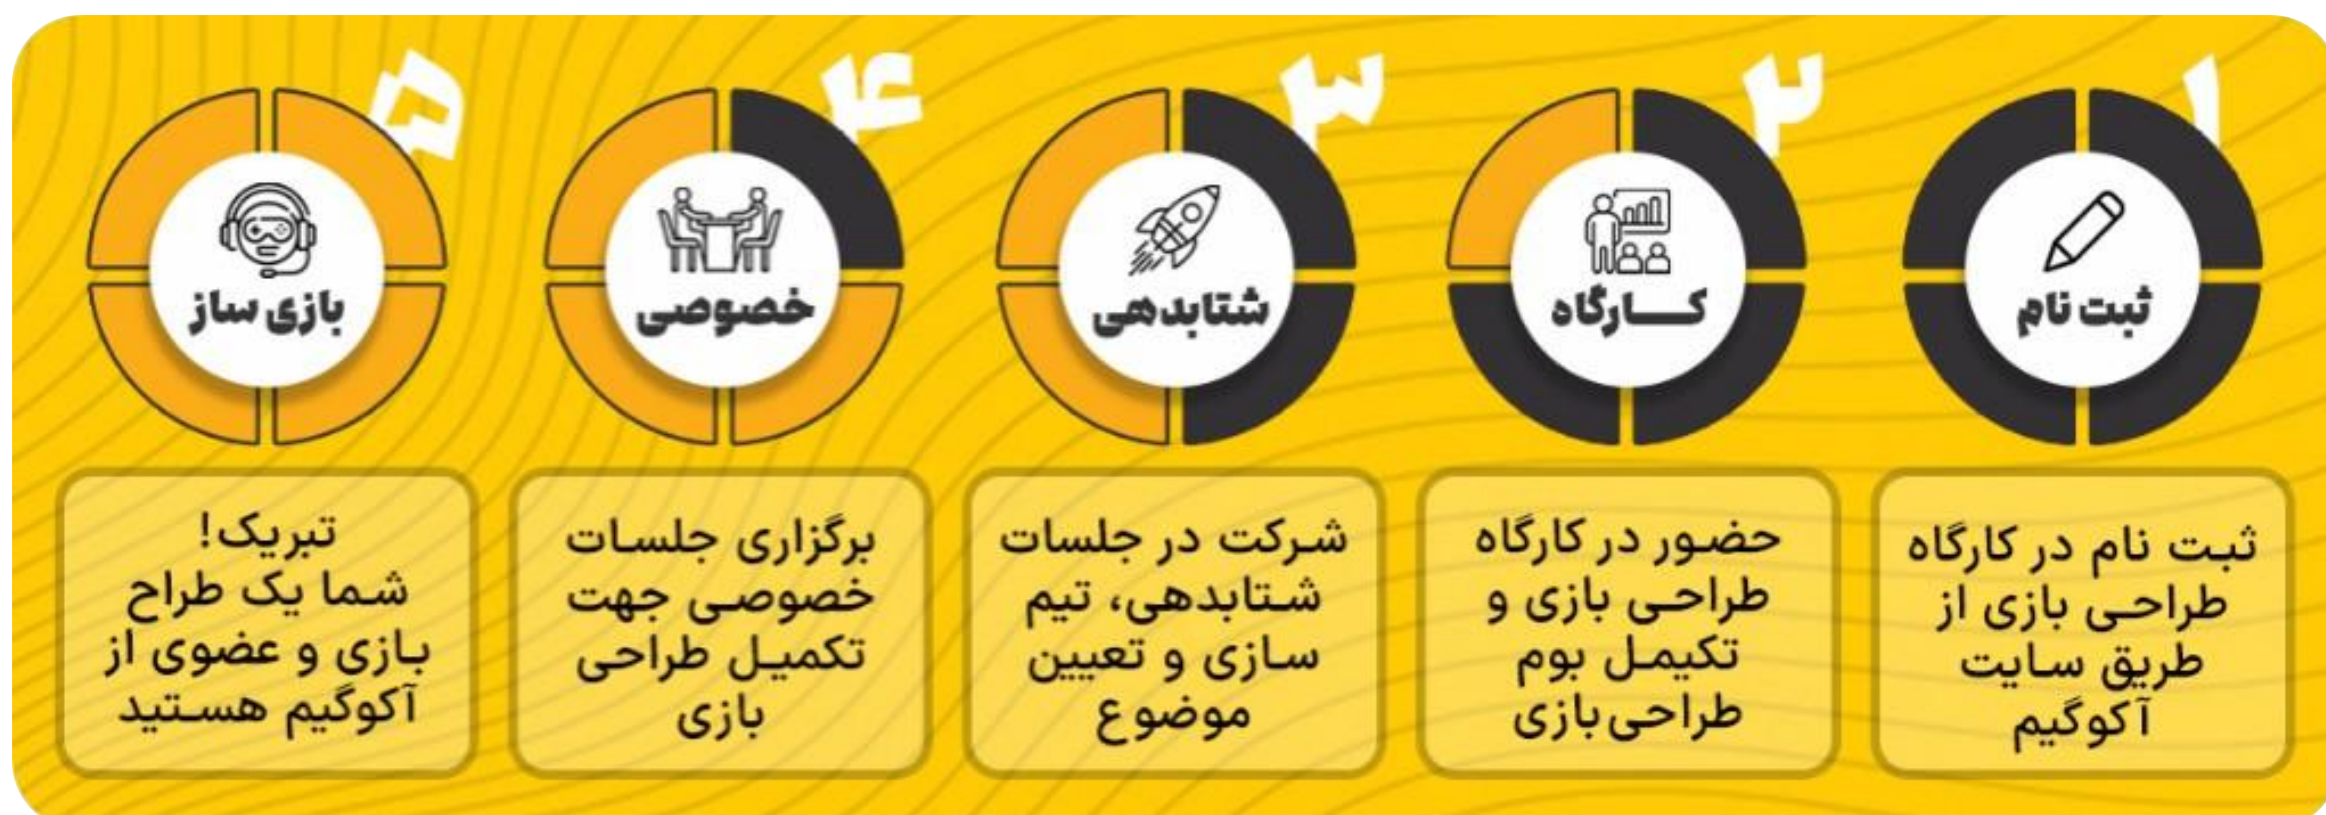 ۱
ثبت نام
ثبت نام در کارگاه
طراحی بازی از
طریق سایت
آکوگیم
۲
کـــارگاه
حضور در کارگاه
طراحی بازی و
تکیمل بوم
طراحی بازی
۳
شتابدهی
شرکت در جلسات
شتابدهی، تیم
سازی و تعیین
موضوع
۴
خصوصی
برگزاری جلسات
خصوصی جهت
تکمیل طراحی
بازی
۵
بازی ساز
تبریک!
شما یک طراح
بازی و عضوی از
آکوگیم هستید